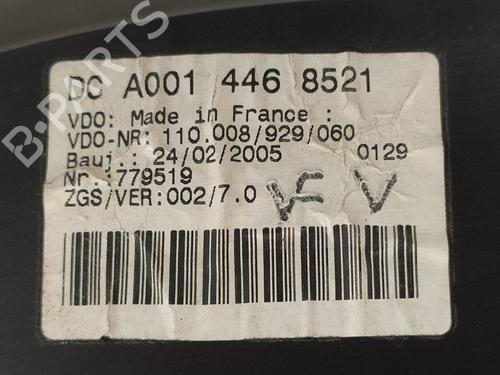 DC A001 446 8521
VDO: Made in France :
VDO-NR: 110.008/929/060
Bauj.: 24/02/2005 0129
Nr.:779519
ZGS/VER:002/7.0
VF V
B-PARTS